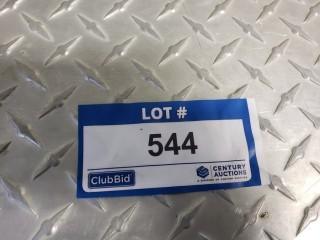 LOT #
544
ClubBid
CENTURY
AUCTIONS